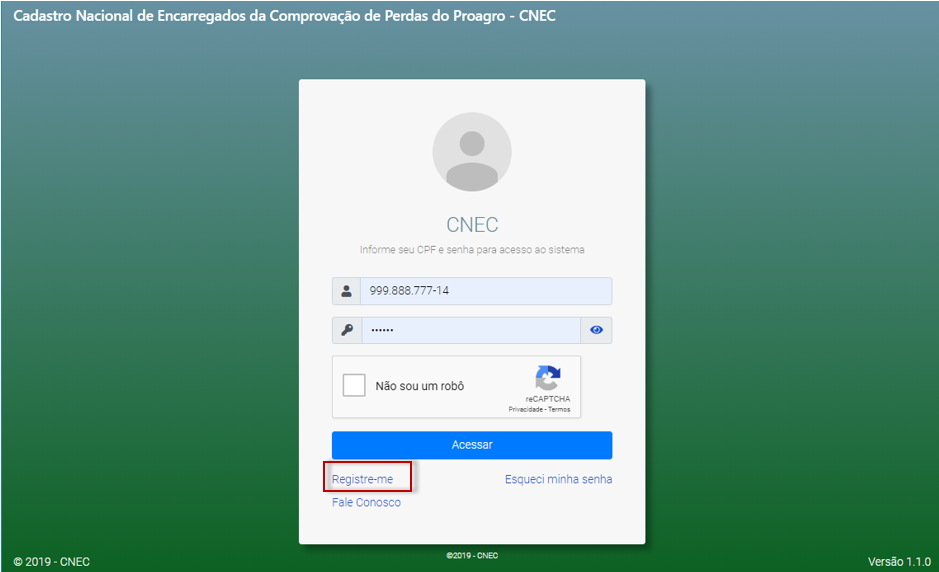 Cadastro Nacional de Encarregados da Comprovação de Perdas do Proagro - CNEC
CNEC
Informe seu CPF e senha para acesso ao sistema
999.888.777-14
••••••
Não sou um robô
reCAPTCHA
Privacidade - Termos
Acessar
Registre-me
Esqueci minha senha
Fale Conosco
©2019 - CNEC
© 2019 - CNEC
Versão 1.1.0